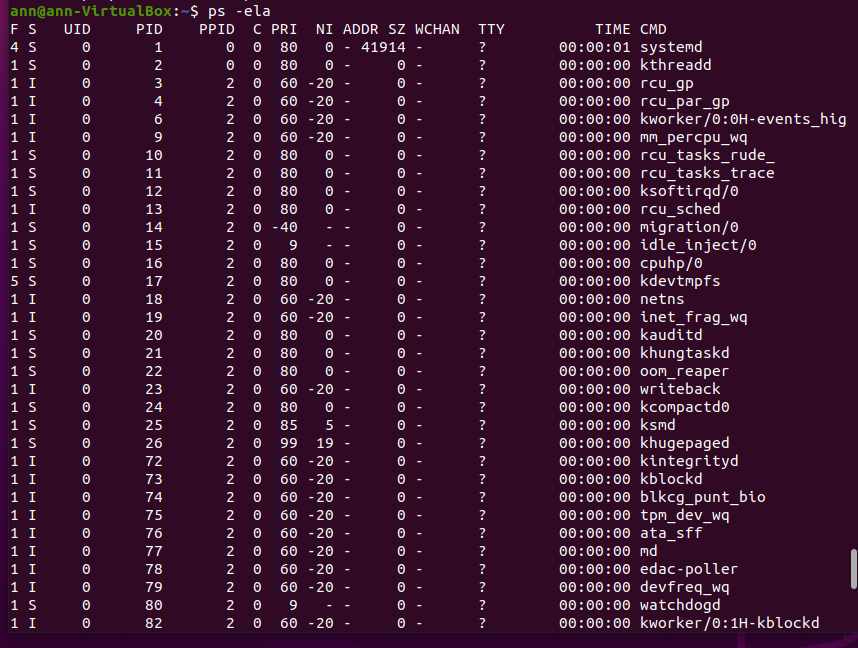 ann@ann-VirtualBox:~$ ps -ela
F S   UID     PID    PPID  C PRI  NI ADDR SZ WCHAN  TTY          TIME CMD
4 S     0       1       0  0  80   0 - 41914 -      ?        00:00:01 systemd
1 S     0       2       0  0  80   0 -     0 -      ?        00:00:00 kthreadd
1 I     0       3       2  0  60 -20 -     0 -      ?        00:00:00 rcu_gp
1 I     0       4       2  0  60 -20 -     0 -      ?        00:00:00 rcu_par_gp
1 I     0       6       2  0  60 -20 -     0 -      ?        00:00:00 kworker/0:0H-events_hig
1 I     0       9       2  0  60 -20 -     0 -      ?        00:00:00 mm_percpu_wq
1 S     0      10       2  0  80   0 -     0 -      ?        00:00:00 rcu_tasks_rude_
1 S     0      11       2  0  80   0 -     0 -      ?        00:00:00 rcu_tasks_trace
1 S     0      12       2  0  80   0 -     0 -      ?        00:00:00 ksoftirqd/0
1 I     0      13       2  0  80   0 -     0 -      ?        00:00:00 rcu_sched
1 S     0      14       2  0 -40   - -     0 -      ?        00:00:00 migration/0
1 S     0      15       2  0   9   - -     0 -      ?        00:00:00 idle_inject/0
1 S     0      16       2  0  80   0 -     0 -      ?        00:00:00 cpuhp/0
5 S     0      17       2  0  80   0 -     0 -      ?        00:00:00 kdevtmpfs
1 I     0      18       2  0  60 -20 -     0 -      ?        00:00:00 netns
1 I     0      19       2  0  60 -20 -     0 -      ?        00:00:00 inet_frag_wq
1 S     0      20       2  0  80   0 -     0 -      ?        00:00:00 kauditd
1 S     0      21       2  0  80   0 -     0 -      ?        00:00:00 khungtaskd
1 S     0      22       2  0  80   0 -     0 -      ?        00:00:00 oom_reaper
1 I     0      23       2  0  60 -20 -     0 -      ?        00:00:00 writeback
1 S     0      24       2  0  80   0 -     0 -      ?        00:00:00 kcompactd0
1 S     0      25       2  0  85   5 -     0 -      ?        00:00:00 ksmd
1 S     0      26       2  0  99  19 -     0 -      ?        00:00:00 khugepaged
1 I     0      72       2  0  60 -20 -     0 -      ?        00:00:00 kintegrityd
1 I     0      73       2  0  60 -20 -     0 -      ?        00:00:00 kblockd
1 I     0      74       2  0  60 -20 -     0 -      ?        00:00:00 blkcg_punt_bio
1 I     0      75       2  0  60 -20 -     0 -      ?        00:00:00 tpm_dev_wq
1 I     0      76       2  0  60 -20 -     0 -      ?        00:00:00 ata_sff
1 I     0      77       2  0  60 -20 -     0 -      ?        00:00:00 md
1 I     0      78       2  0  60 -20 -     0 -      ?        00:00:00 edac-poller
1 I     0      79       2  0  60 -20 -     0 -      ?        00:00:00 devfreq_wq
1 S     0      80       2  0   9   - -     0 -      ?        00:00:00 watchdogd
1 I     0      82       2  0  60 -20 -     0 -      ?        00:00:00 kworker/0:1H-kblockd